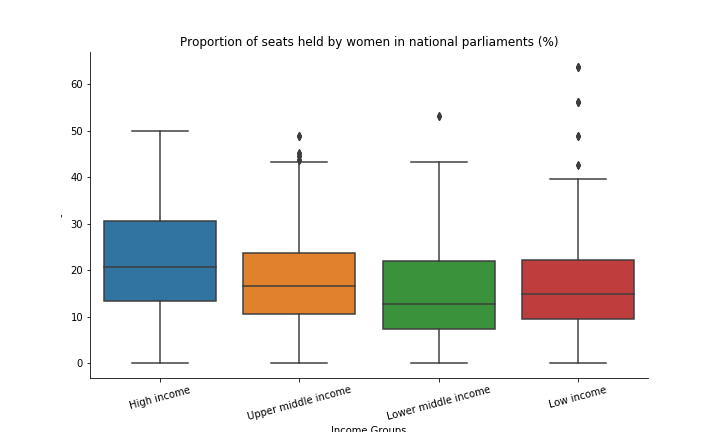 Proportion of seats held by women in national parliaments (%)
60
50
40
30
20
10
0
-
High income
Upper middle income
Lower middle income
Low income
Income Groups